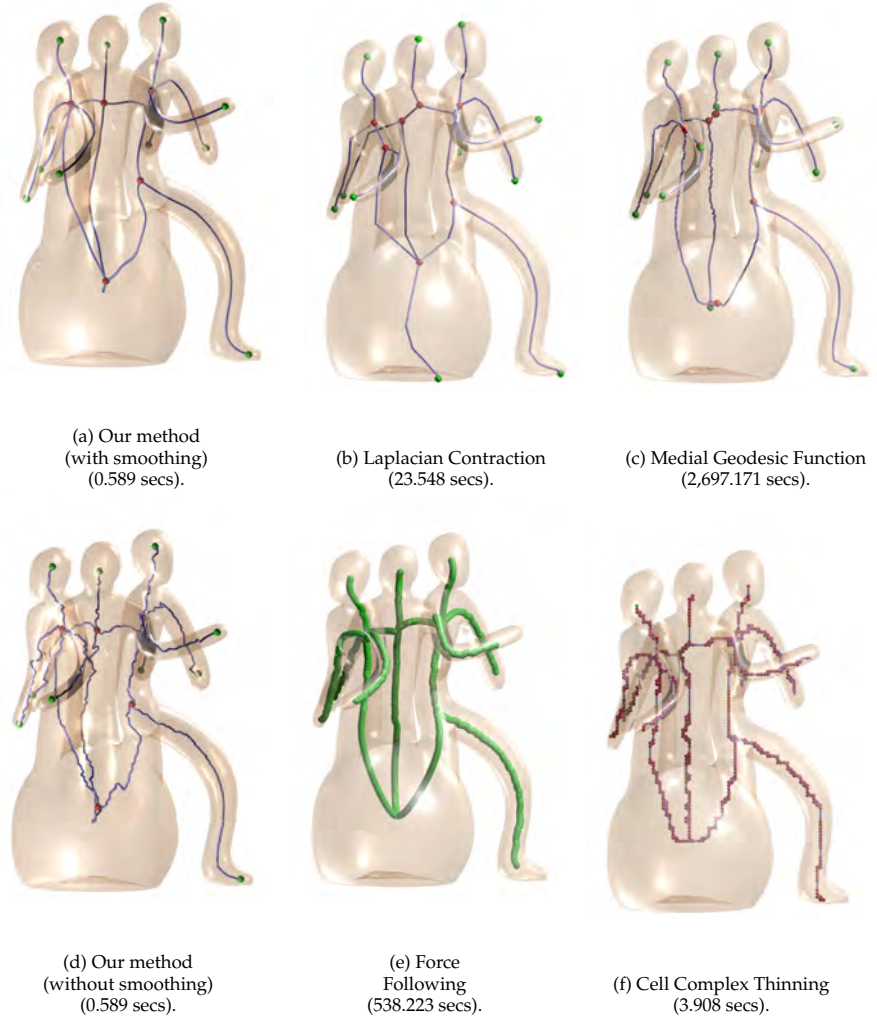 (a) Our method
(with smoothing)
(0.589 secs).
(b) Laplacian Contraction
(23.548 secs).
(c) Medial Geodesic Function
(2,697.171 secs).
(d) Our method
(without smoothing)
(0.589 secs).
(e) Force
Following
(538.223 secs).
(f) Cell Complex Thinning
(3.908 secs).